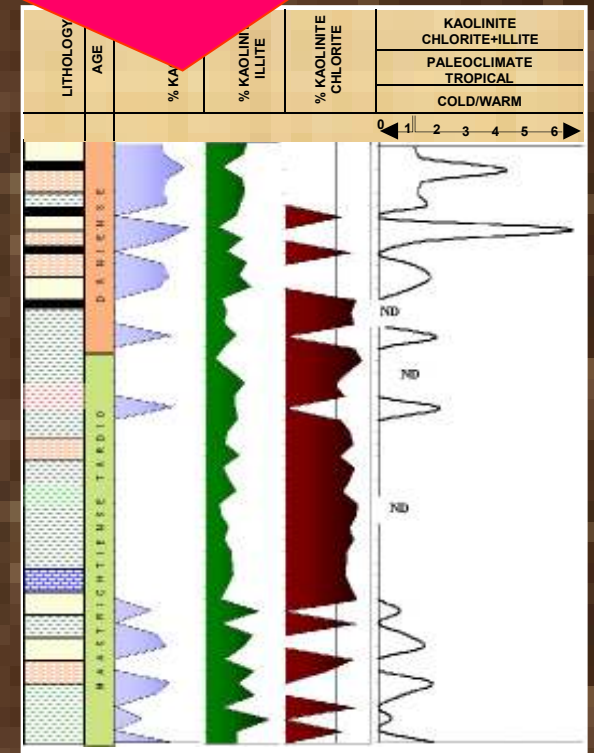 LITHOLOGY
AGE
% KA
% KAOLINI
ILLITE
% KAOLINITE
CHLORITE
KAOLINITE
CHLORITE+ILLITE
PALEOCLIMATE
TROPICAL
COLD/WARM
0 1 2 3 4 5 6
DANIENSE
ND
ND
MAASTRICHTIENSE TARDIO
ND